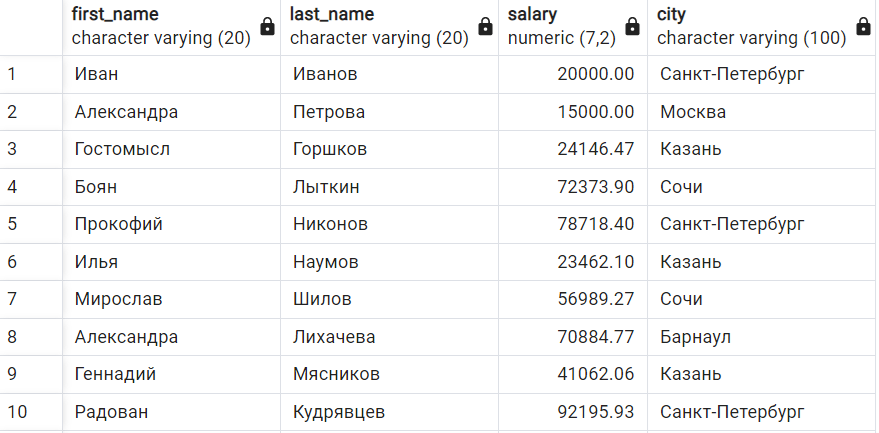 first_name last_name salary city
character varying (20) character varying (20) numeric (7,2) character varying (100)
1 Иван Иванов 20000.00 Санкт-Петербург
2 Александра Петрова 15000.00 Москва
3 Гостомысл Горшков 24146.47 Казань
4 Боян Лыткин 72373.90 Сочи
5 Прокофий Никонов 78718.40 Санкт-Петербург
6 Илья Наумов 23462.10 Казань
7 Мирослав Шилов 56989.27 Сочи
8 Александра Лихачева 70884.77 Барнаул
9 Геннадий Мясников 41062.06 Казань
10 Радован Кудрявцев 92195.93 Санкт-Петербург